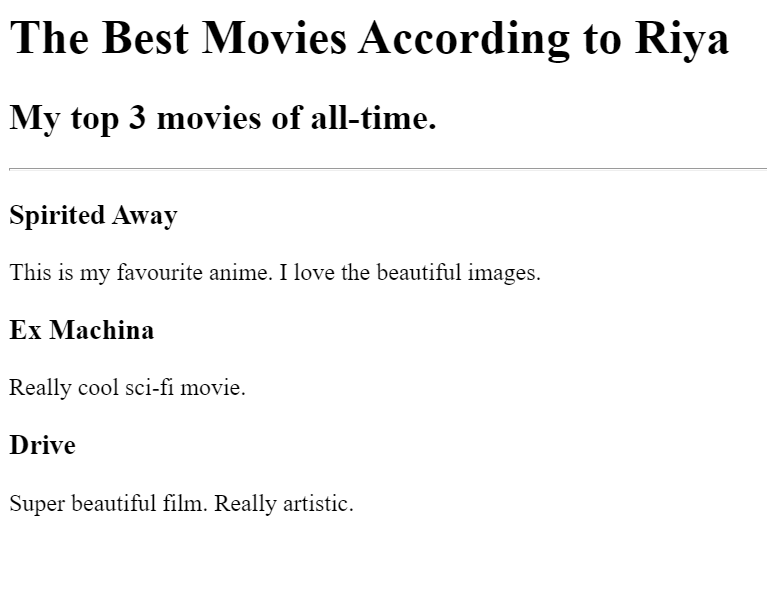 The Best Movies According to Riya
My top 3 movies of all-time.
Spirited Away
This is my favourite anime. I love the beautiful images.
Ex Machina
Really cool sci-fi movie.
Drive
Super beautiful film. Really artistic.